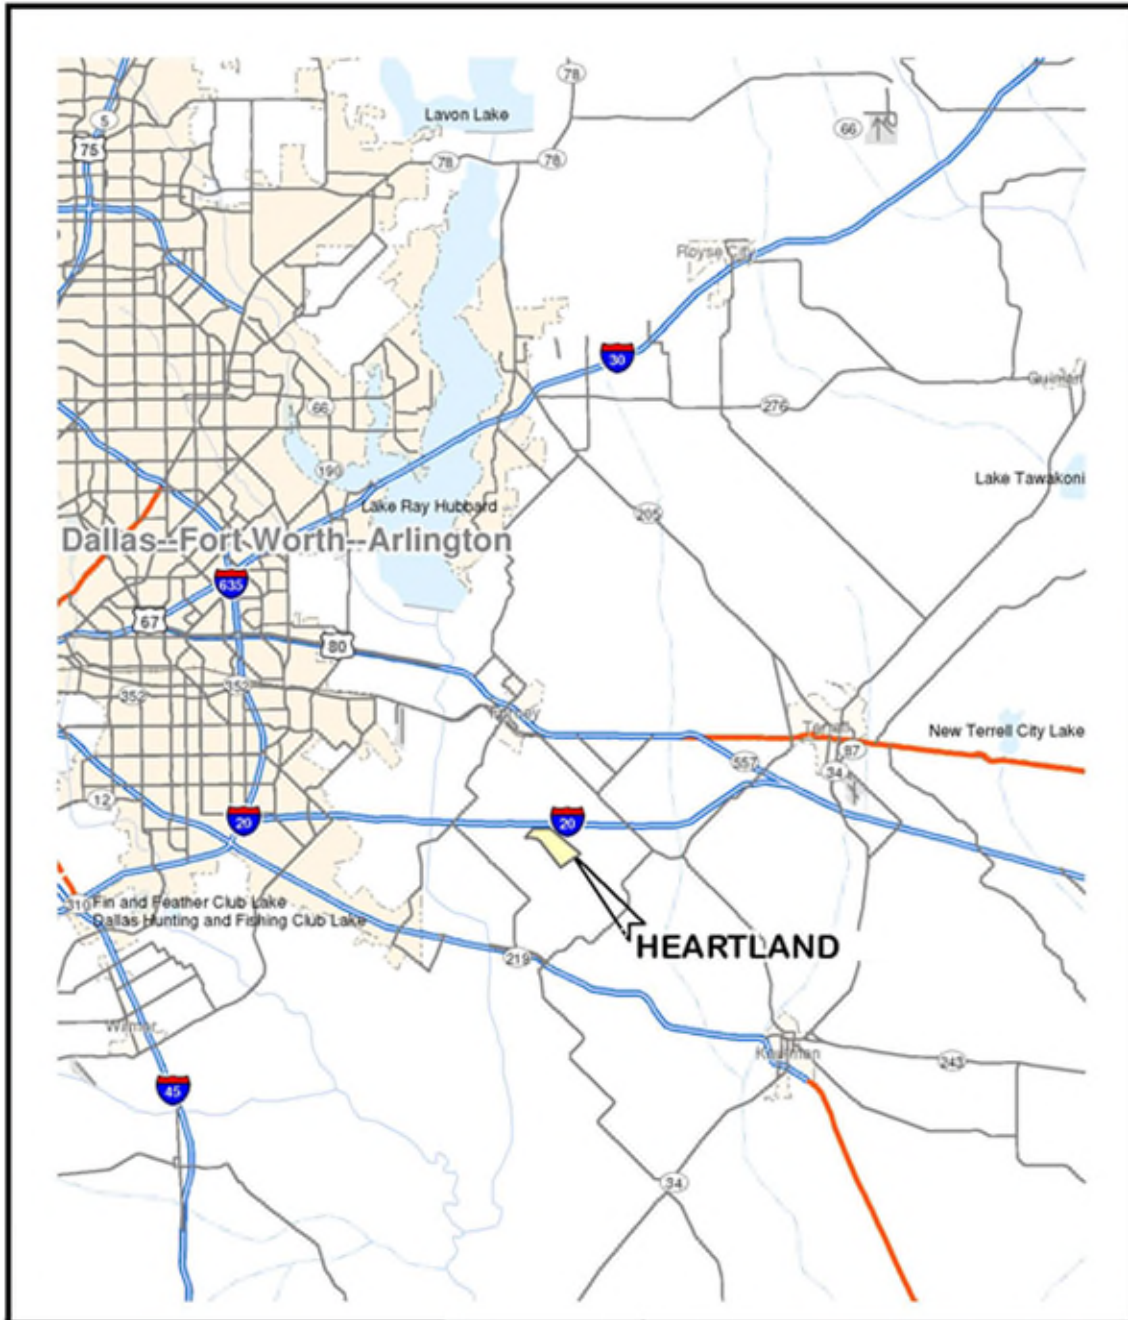 78
Lavon Lake
5
66
75
78
78
Royse City
30
66
276
190
Lake Tawakoni
Lake Ray Hubbard
205
Dallas--Fort Worth--Arlington
635
67
80
352
352
New Terrell City Lake
87
557
34
12
20
20
310
Fin and Feather Club Lake
Dallas Hunting and Fishing Club Lake
HEARTLAND
219
Kaufman
243
45
34